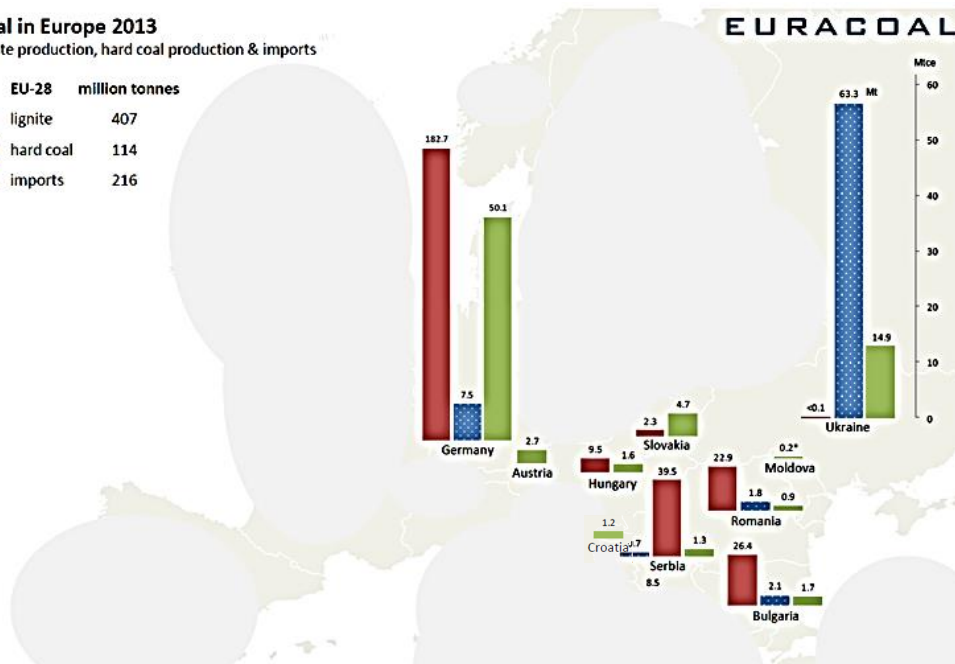 al in Europe 2013
te production, hard coal production & imports
EURACOAL
EU-28 million tonnes
lignite 407
hard coal 114
imports 216
Mtce
60
50
40
30
20
10
0
182.7
7.5
50.1
Germany
2.7
Austria
63.3 Mt
<0.1
14.9
Ukraine
2.3
4.7
Slovakia
9.5
1.6
Hungary
0.2*
Moldova
22.9
1.8
0.9
Romania
1.2
Croatia
39.5
1.3
Serbia
8.5
26.4
2.1
1.7
Bulgaria